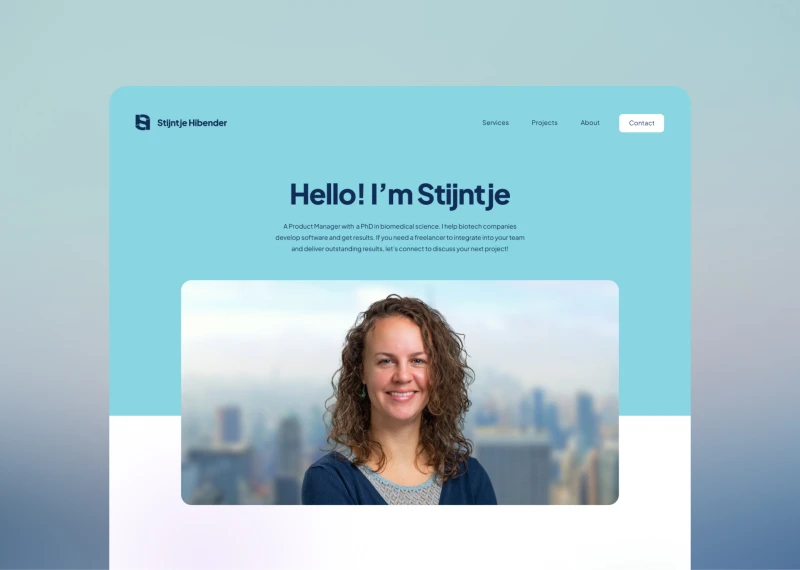 Stijntje Hibender
Services
Projects
About
Contact
Hello! I’m Stijntje
A Product Manager with a PhD in biomedical science. I help biotech companies
develop software and get results. If you need a freelancer to integrate into your team
and deliver outstanding results, let’s connect to discuss your next project!